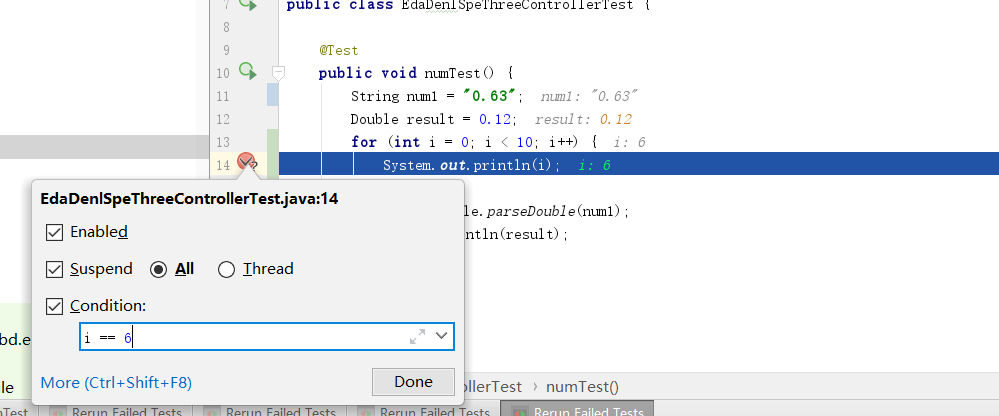 7 public class EdaDenlSpeThreeControllerTest {
8
9 @Test
10 public void numTest() {
11 String num1 = "0.63"; num1: "0.63"
12 Double result = 0.12; result: 0.12
13 for (int i = 0; i < 10; i++) { i: 6
14 System.out.println(i); i: 6
EdaDenlSpeThreeControllerTest.java:14
le.parseDouble(num1);
Enabled
ntln(result);
Suspend All Thread
Condition:
i == 6
bd.e
More (Ctrl+Shift+F8) Done
le
ollerTest › numTest()
nTest Rerun Failed Tests Rerun Failed Tests Rerun Failed Tests Rerun Failed Tests